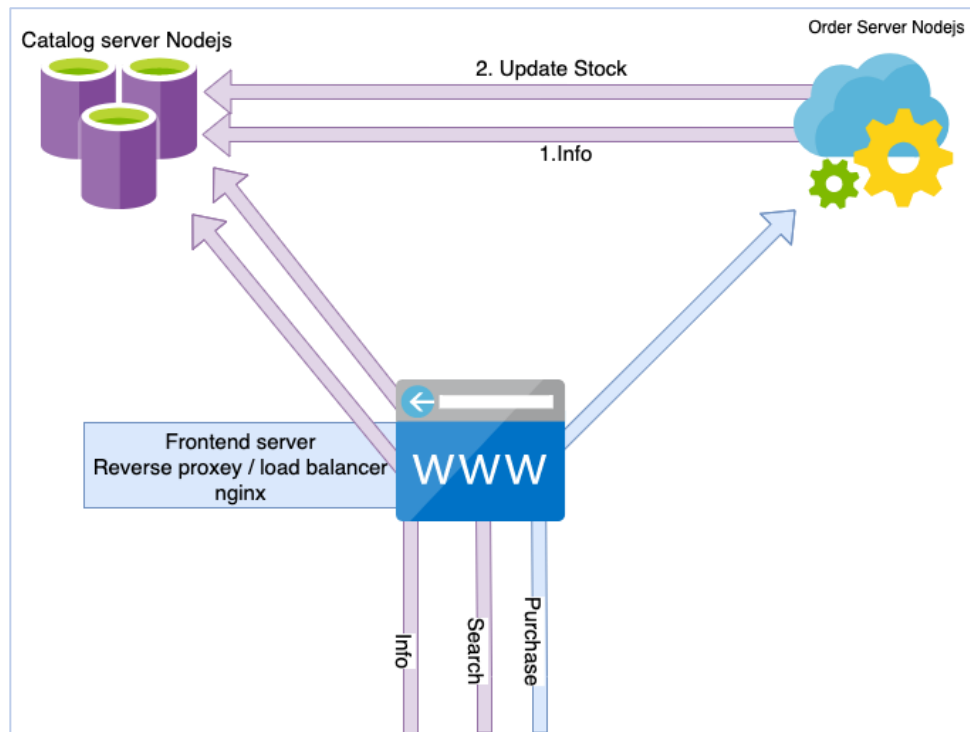 Catalog server Nodejs
Order Server Nodejs
2. Update Stock
1.Info
Frontend server
Reverse proxey / load balancer
nginx
WWW
Info
Search
Purchase